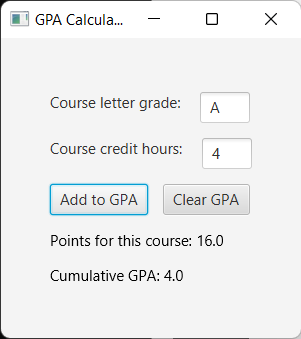 GPA Calcula...
Course letter grade: A
Course credit hours: 4
Add to GPA Clear GPA
Points for this course: 16.0
Cumulative GPA: 4.0